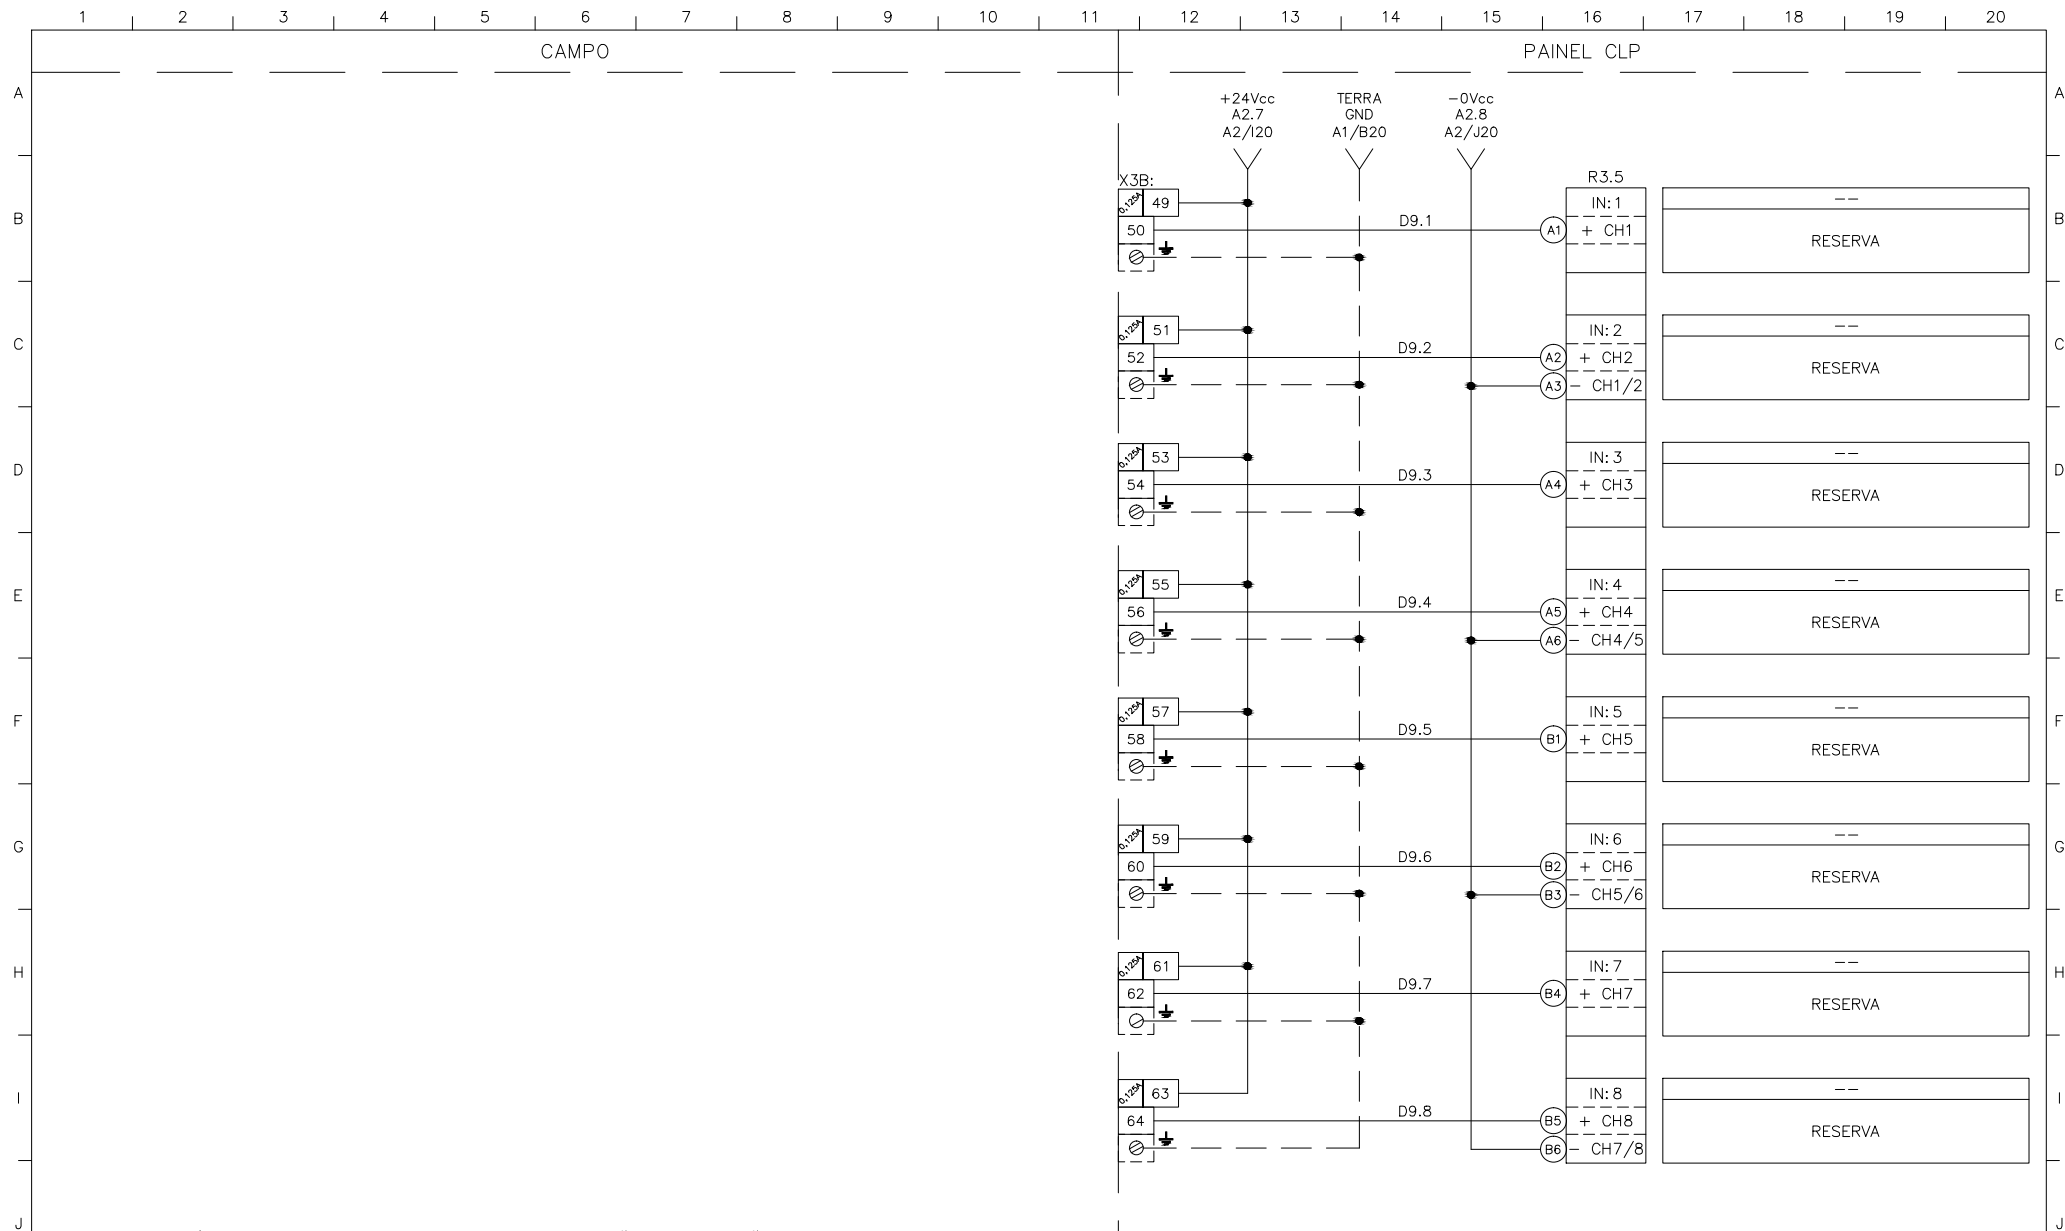 1 2 3 4 5 6 7 8 9 10 11 12 13 14 15 16 17 18 19 20
CAMPO PAINEL CLP
A A
+24Vcc TERRA -0Vcc
A2.7 GND A2.8
A2/I20 A1/B20 A2/J20
X3B: R3.5
0,125A 49 IN:1 --
B B
50 D9.1 A1 + CH1 RESERVA
0,125A 51 IN:2 --
C C
52 D9.2 A2 + CH2 RESERVA
A3 - CH1/2
0,125A 53 IN:3 --
D D
54 D9.3 A4 + CH3 RESERVA
0,125A 55 IN:4 --
E E
56 D9.4 A5 + CH4 RESERVA
A6 - CH4/5
0,125A 57 IN:5 --
F F
58 D9.5 B1 + CH5 RESERVA
0,125A 59 IN:6 --
G G
60 D9.6 B2 + CH6 RESERVA
B3 - CH5/6
0,125A 61 IN:7 --
H H
62 D9.7 B4 + CH7 RESERVA
0,125A 63 IN:8 --
I I
64 D9.8 B5 + CH8 RESERVA
B6 - CH7/8
J J